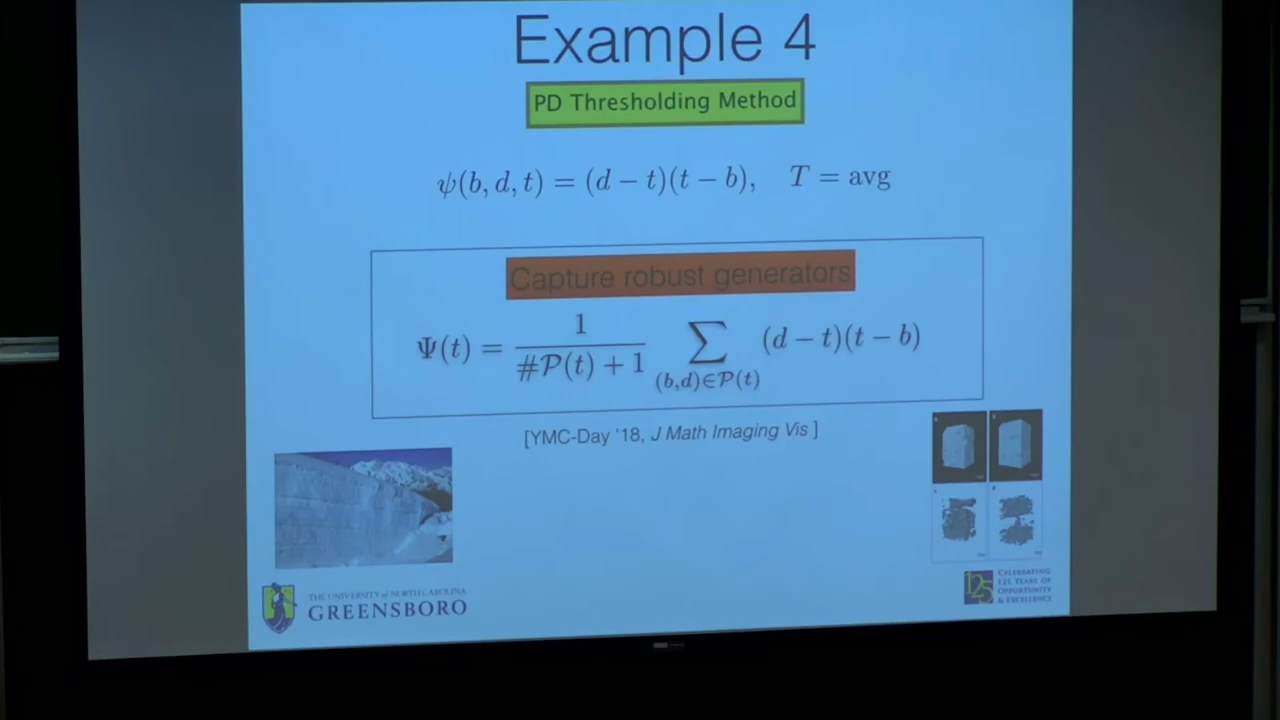 Example 4
PD Thresholding Method
ψ(b, d, t) = (d − t)(t − b),   T = avg
Capture robust generators
Ψ(t) = 1 / (#𝒫(t) + 1) ∑_{(b,d)∈𝒫(t)} (d − t)(t − b)
[YMC-Day '18, J Math Imaging Vis ]
THE UNIVERSITY of NORTH CAROLINA
GREENSBORO
125
CELEBRATING
125 YEARS OF
OPPORTUNITY
& EXCELLENCE